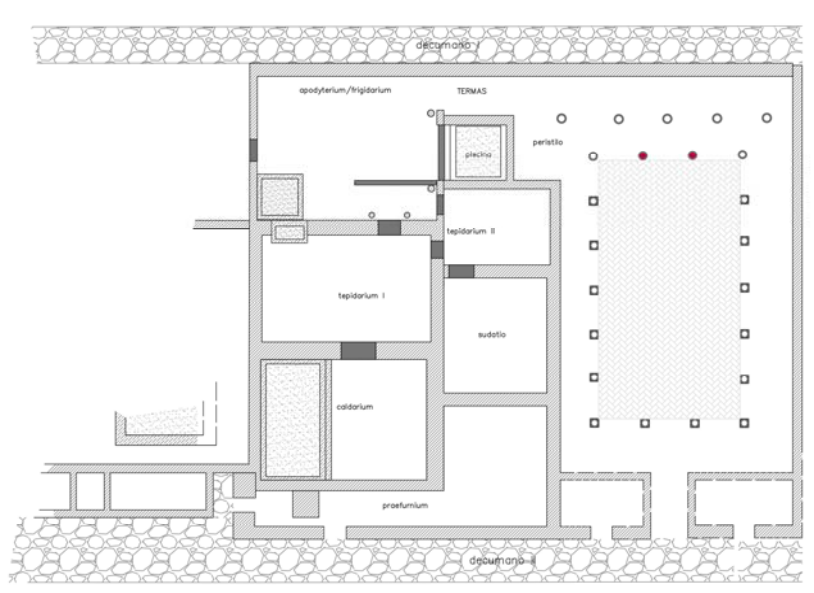 decumano I
apodyterium/frigidarium
TERMAS
peristilo
piscina
tepidarium II
tepidarium I
sudatio
caldarium
praefurnium
decumano II